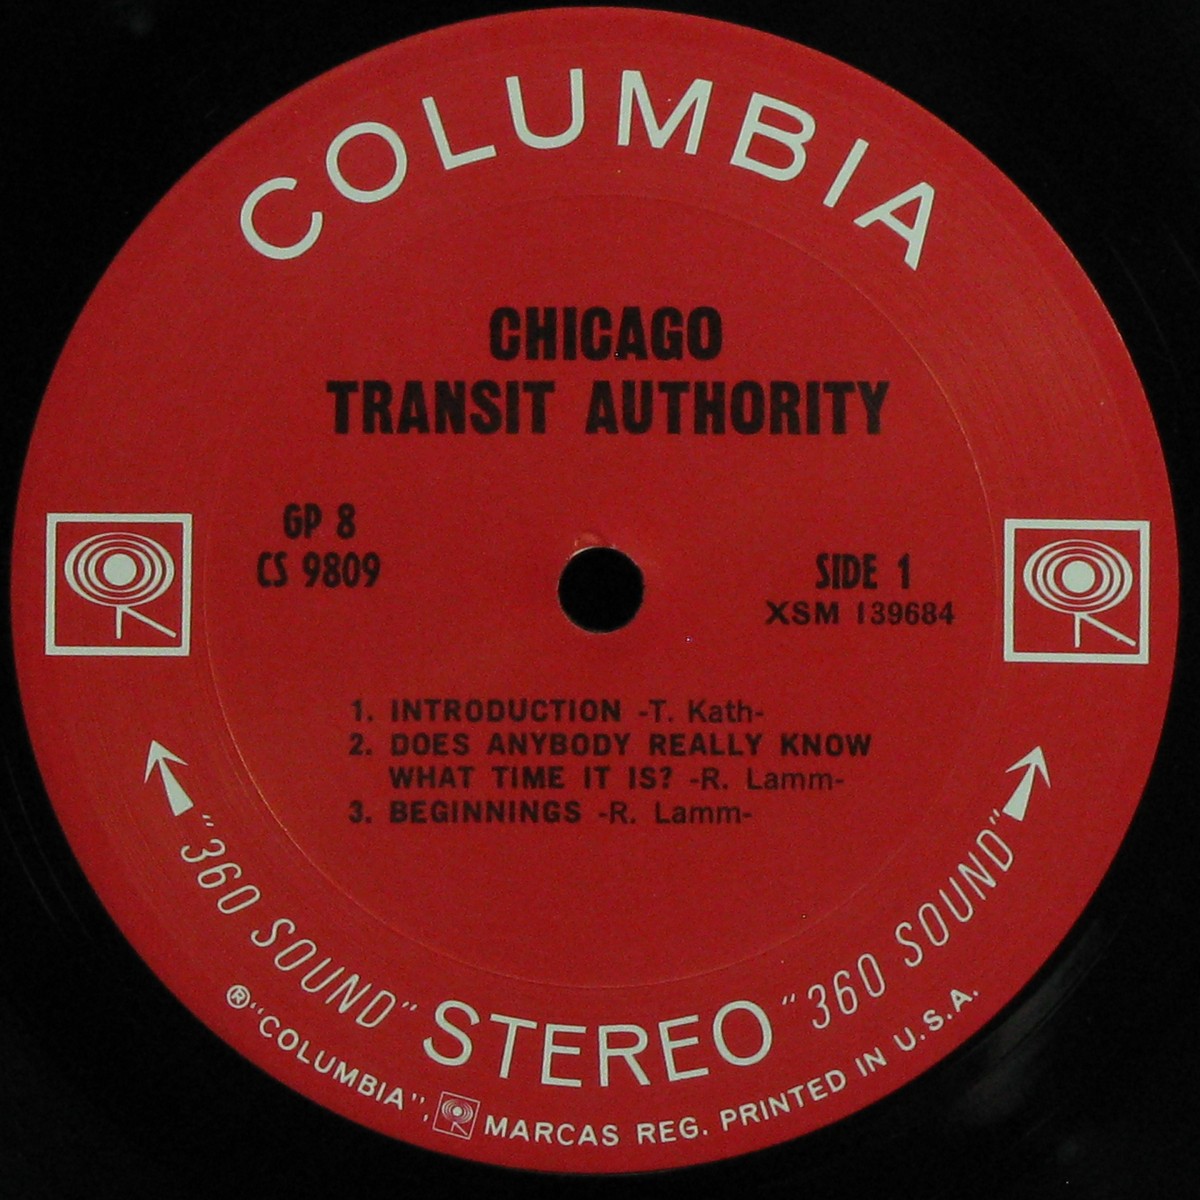 COLUMBIA
CHICAGO
TRANSIT AUTHORITY
GP 8
CS 9809
SIDE 1
XSM 139684
1. INTRODUCTION -T. Kath-
2. DOES ANYBODY REALLY KNOW
WHAT TIME IT IS? -R. Lamm-
3. BEGINNINGS -R. Lamm-
"360 SOUND" STEREO "360 SOUND"
® "COLUMBIA", MARCAS REG. PRINTED IN U.S.A.